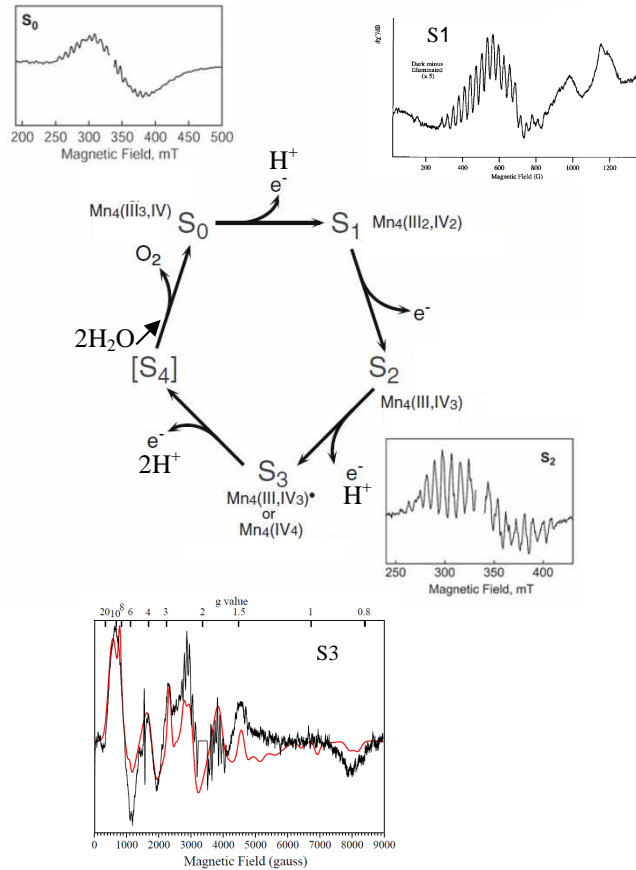 S0
200 250 300 350 400 450 500
Magnetic Field, mT
S1
dχ"/dB
Dark minus
Illuminated
(x 5)
200 600 1000 1400
Magnetic Field (G)
H+
e-
Mn4(III3,IV)
S0
S1
Mn4(III2,IV2)
O2
e-
2H2O
[S4]
S2
Mn4(III,IV3)
e-
2H+
S3
e-
H+
Mn4(III,IV3)•
or
Mn4(IV4)
S2
250 300 350 400
Magnetic Field, mT
g value
20 10 8 6 4 3 2 1.5 1 0.8
S3
0 1000 2000 3000 4000 5000 6000 7000 8000 9000
Magnetic Field (gauss)